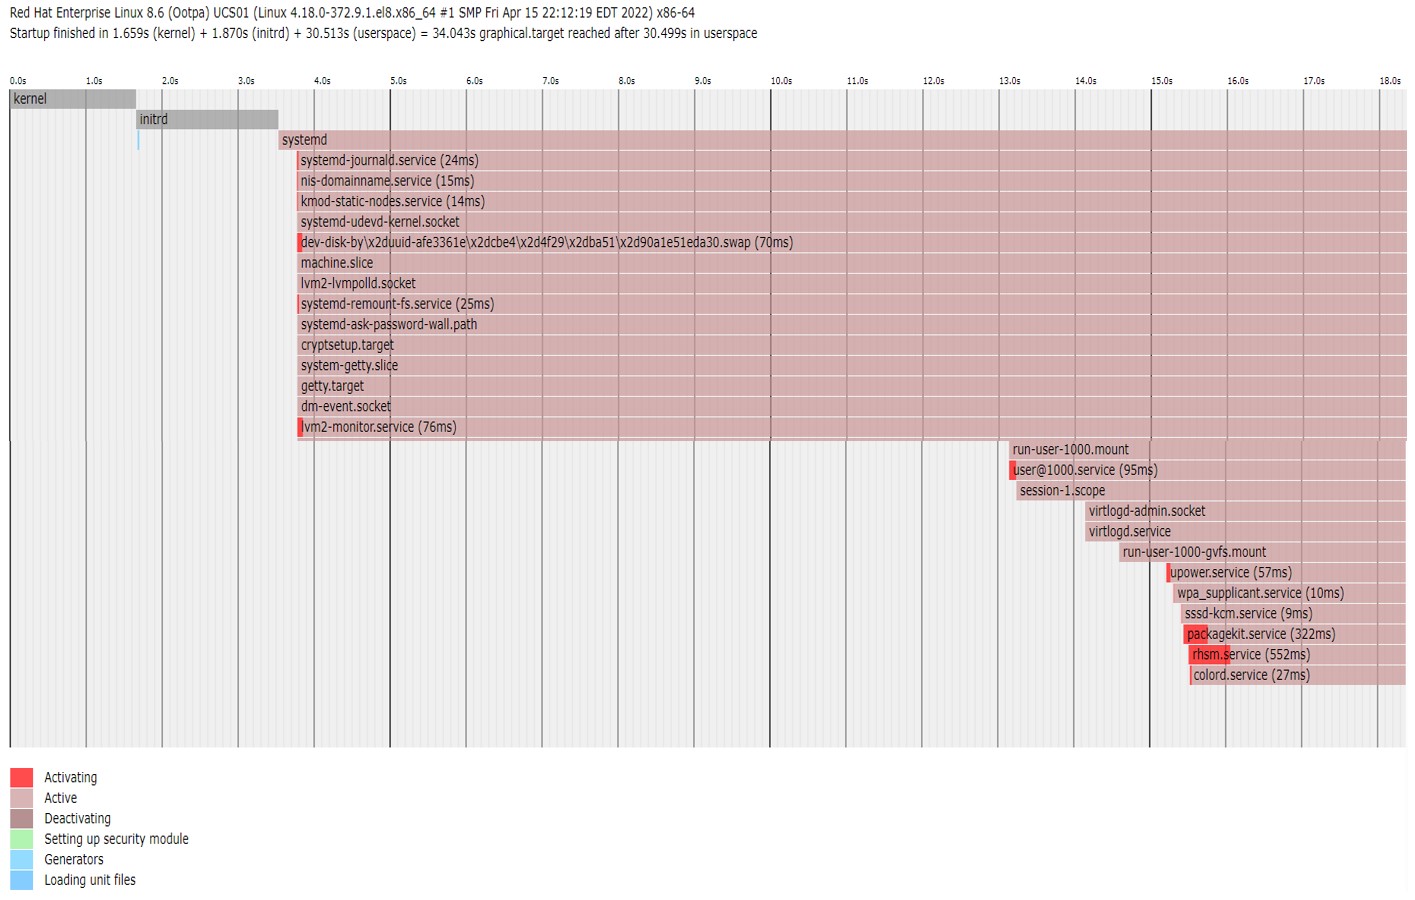 Red Hat Enterprise Linux 8.6 (Ootpa) UCS01 (Linux 4.18.0-372.9.1.el8.x86_64 #1 SMP Fri Apr 15 22:12:19 EDT 2022) x86-64
Startup finished in 1.659s (kernel) + 1.870s (initrd) + 30.513s (userspace) = 34.043s graphical.target reached after 30.499s in userspace
0.0s 1.0s 2.0s 3.0s 4.0s 5.0s 6.0s 7.0s 8.0s 9.0s 10.0s 11.0s 12.0s 13.0s 14.0s 15.0s 16.0s 17.0s 18.0s
kernel
initrd
systemd
systemd-journald.service (24ms)
nis-domainname.service (15ms)
kmod-static-nodes.service (14ms)
systemd-udevd-kernel.socket
dev-disk-by\x2duuid-afe3361e\x2dcbe4\x2d4f29\x2dba51\x2d90a1e51eda30.swap (70ms)
machine.slice
lvm2-lvmpolld.socket
systemd-remount-fs.service (25ms)
systemd-ask-password-wall.path
cryptsetup.target
system-getty.slice
getty.target
dm-event.socket
lvm2-monitor.service (76ms)
run-user-1000.mount
user@1000.service (95ms)
session-1.scope
virtlogd-admin.socket
virtlogd.service
run-user-1000-gvfs.mount
upower.service (57ms)
wpa_supplicant.service (10ms)
sssd-kcm.service (9ms)
packagekit.service (322ms)
rhsm.service (552ms)
colord.service (27ms)
Activating
Active
Deactivating
Setting up security module
Generators
Loading unit files